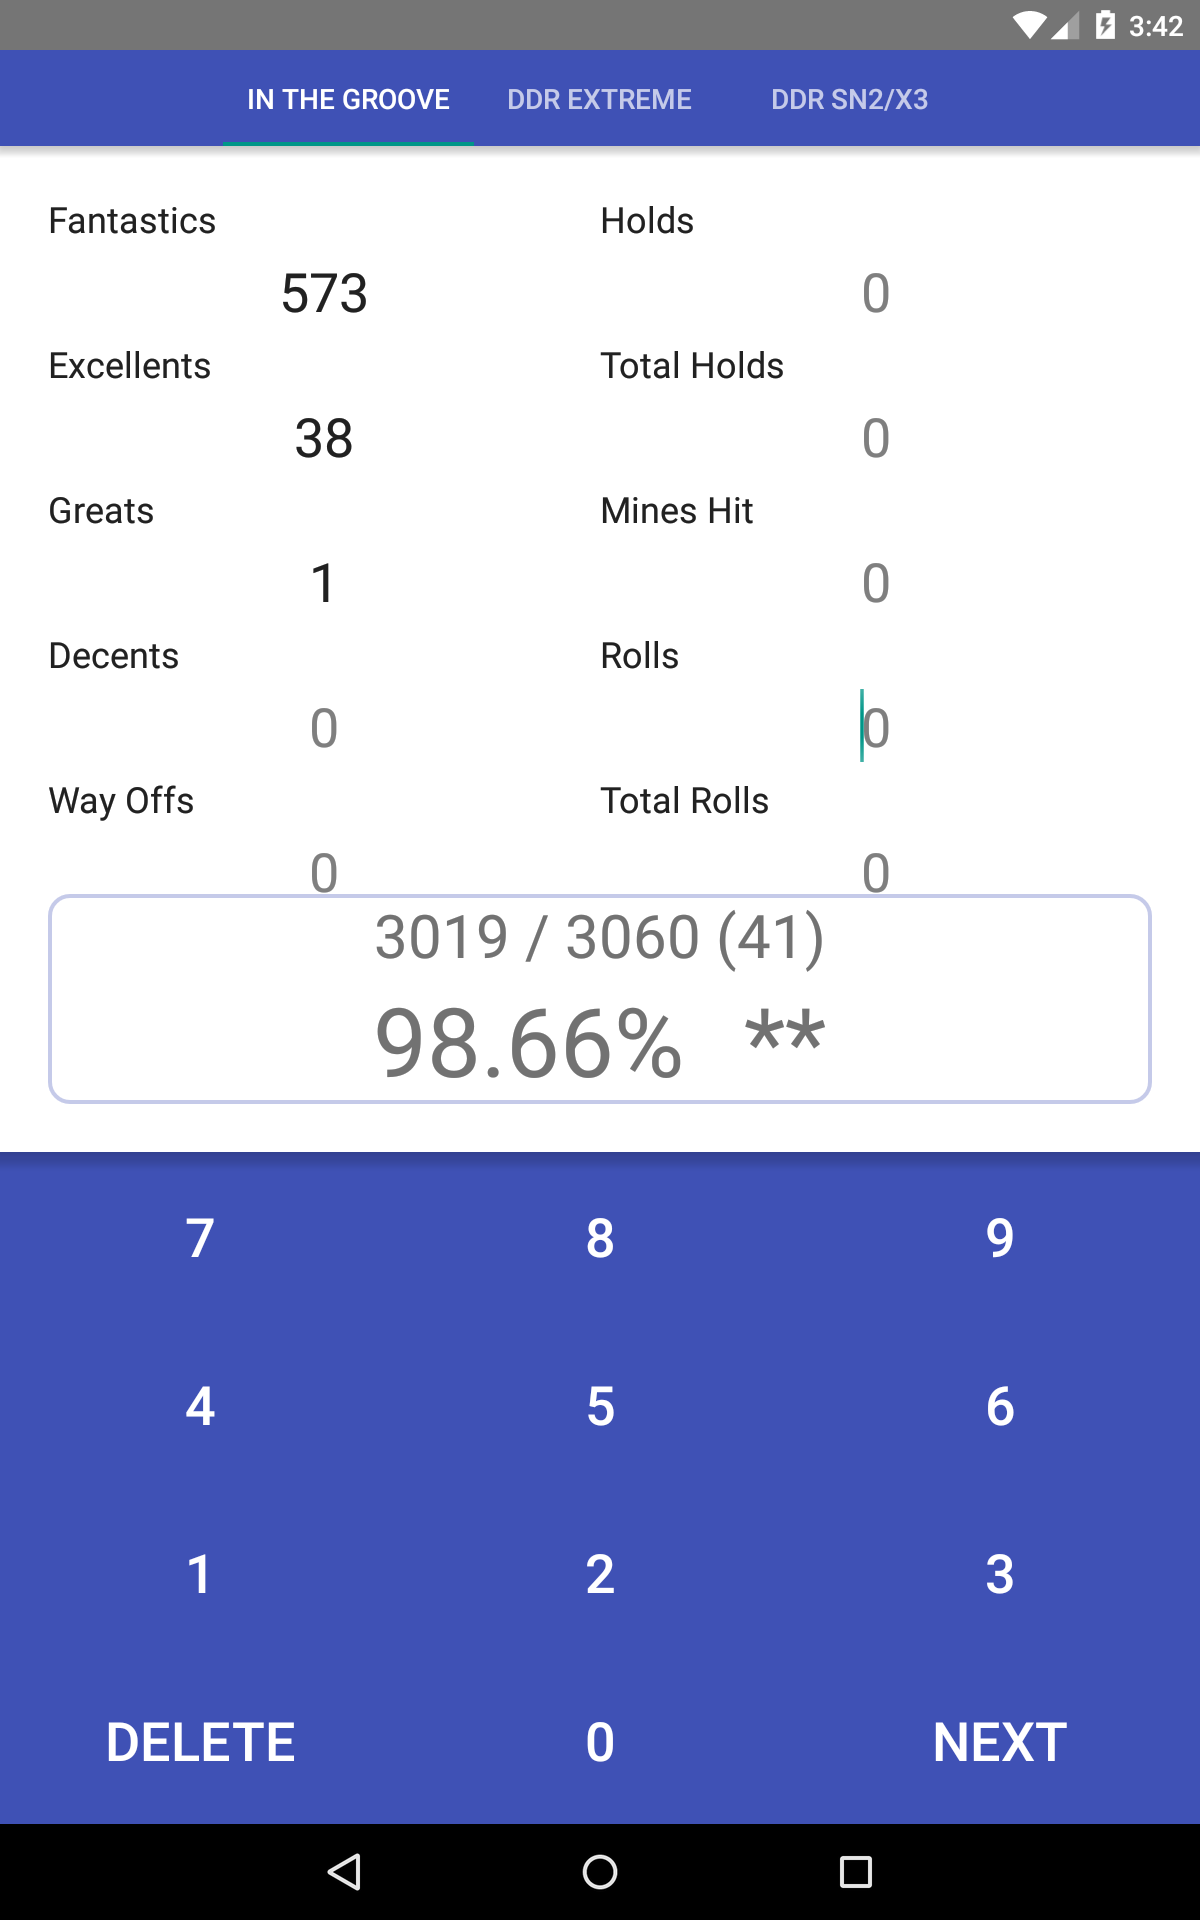 3:42
IN THE GROOVE DDR EXTREME DDR SN2/X3
Fantastics Holds
573 0
Excellents Total Holds
38 0
Greats Mines Hit
1 0
Decents Rolls
0 0
Way Offs Total Rolls
0 0
3019 / 3060 (41)
98.66% **
7 8 9
4 5 6
1 2 3
DELETE 0 NEXT